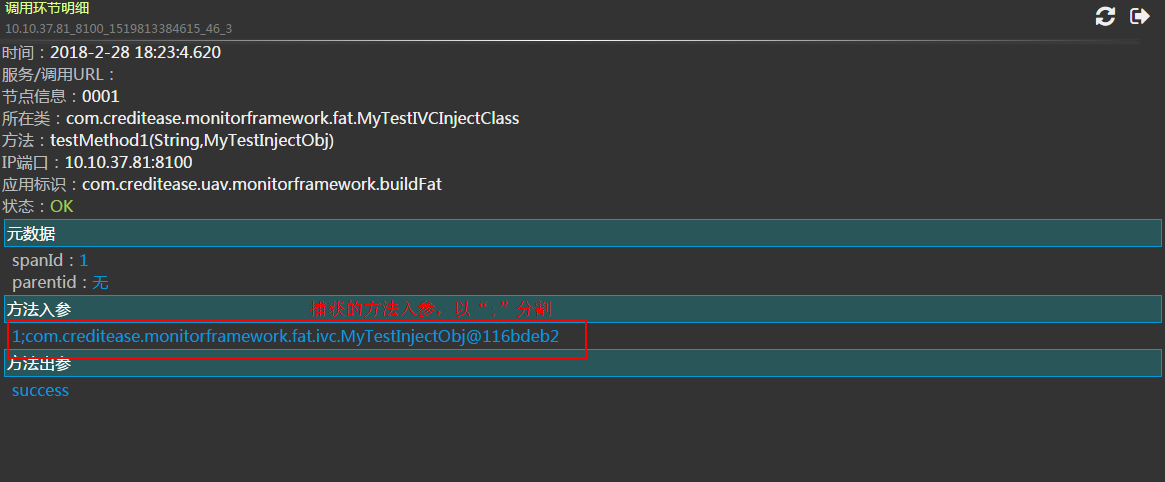 调用环节明细
10.10.37.81_8100_1519813384615_46_3
时间：2018-2-28 18:23:4.620
服务/调用URL：
节点信息：0001
所在类：com.creditease.monitorframework.fat.MyTestIVCInjectClass
方法：testMethod1(String,MyTestInjectObj)
IP端口：10.10.37.81:8100
应用标识：com.creditease.uav.monitorframework.buildFat
状态：OK
元数据
spanId：1
parentid：无
方法入参 捕获的方法入参，以“;”分割
1;com.creditease.monitorframework.fat.ivc.MyTestInjectObj@116bdeb2
方法出参
success